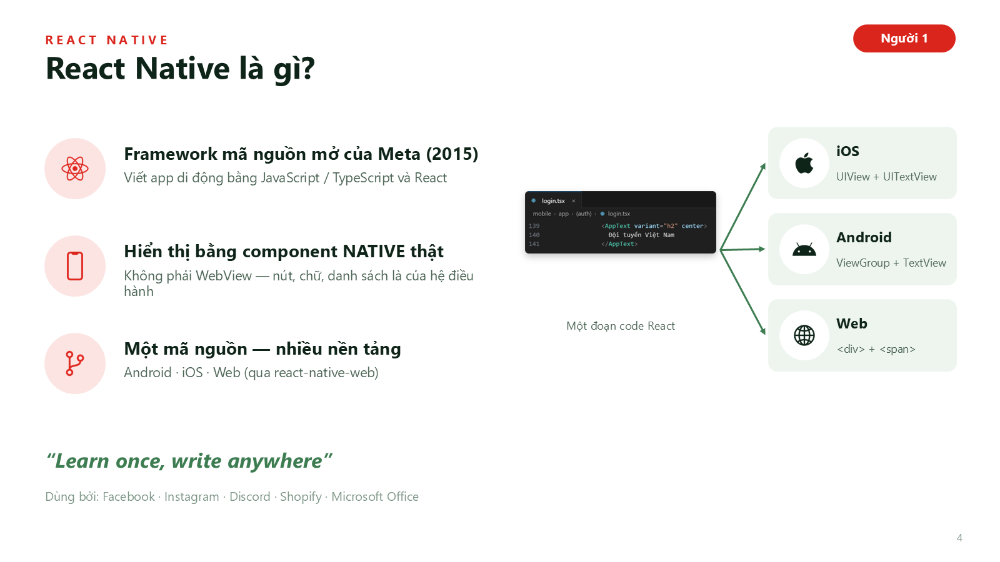 REACT NATIVE
Người 1
React Native là gì?
Framework mã nguồn mở của Meta (2015)
Viết app di động bằng JavaScript / TypeScript và React
Hiển thị bằng component NATIVE thật
Không phải WebView — nút, chữ, danh sách là của hệ điều
hành
Một mã nguồn — nhiều nền tảng
Android · iOS · Web (qua react-native-web)
login.tsx ×
mobile › app › (auth) › login.tsx
139 <AppText variant="h2" center>
140 Đội tuyển Việt Nam
141 </AppText>
Một đoạn code React
iOS
UIView + UITextView
Android
ViewGroup + TextView
Web
<div> + <span>
“Learn once, write anywhere”
Dùng bởi: Facebook · Instagram · Discord · Shopify · Microsoft Office
4